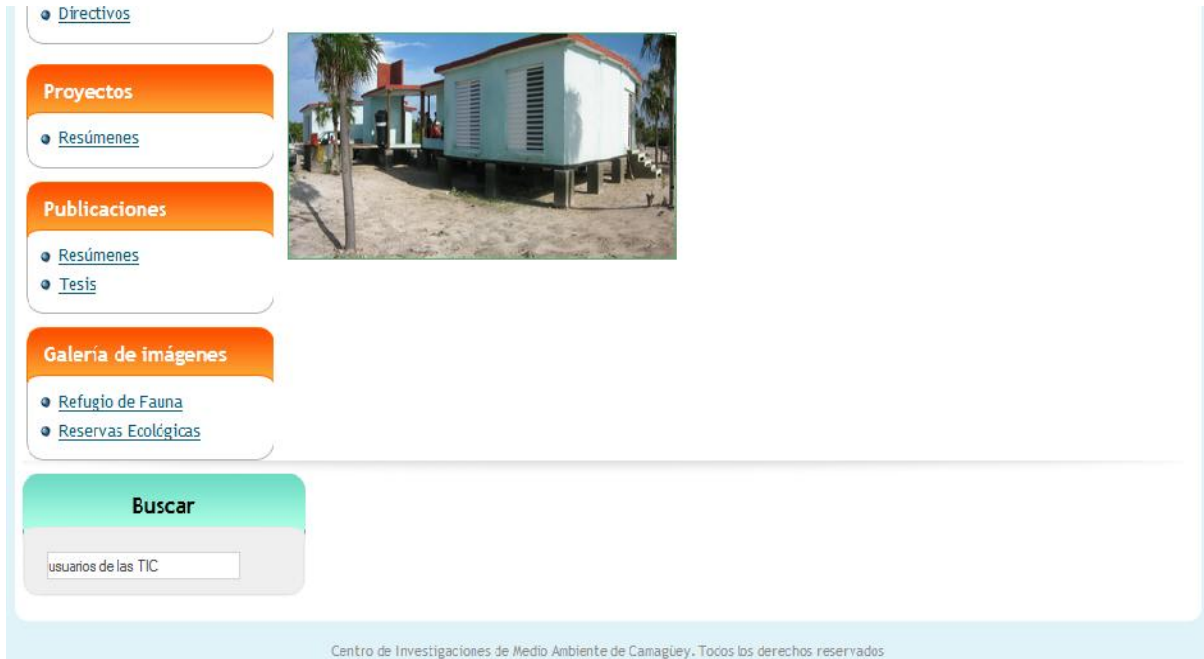 Directivos
Proyectos
Resúmenes
Publicaciones
Resúmenes
Tesis
Galería de imágenes
Refugio de Fauna
Reservas Ecológicas
Buscar
usuarios de las TIC
Centro de Investigaciones de Medio Ambiente de Camagüey. Todos los derechos reservados